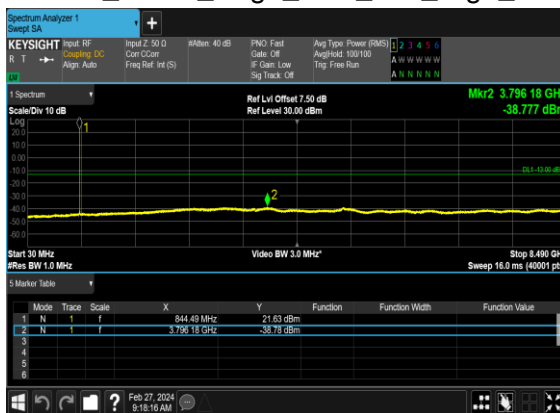 Spectrum Analyzer 1
Swept SA
KEYSIGHT
R T
Input: RF
Coupling: DC
Align: Auto
Input Z: 50 Ω
Corr CCorr
Freq Ref: Int (S)
#Atten: 40 dB
PNO: Fast
Gate: Off
IF Gain: Low
Sig Track: Off
Avg Type: Power (RMS)
Avg|Hold: 100/100
Trig: Free Run
1 2 3 4 5 6
A W W W W W
A N N N N N
1 Spectrum
Scale/Div 10 dB
Ref Lvl Offset 7.50 dB
Ref Level 30.00 dBm
Mkr2 3.796 18 GH
-38.777 dBr
Log
20.0
10.0
0.00
-10.0
-20.0
-30.0
-40.0
-50.0
-60.0
1
2
DL1 -13.00 dB
Start 30 MHz
#Res BW 1.0 MHz
Video BW 3.0 MHz*
Stop 8.490 GH
Sweep 16.0 ms (40001 pt
5 Marker Table
Mode Trace Scale X Y Function Function Width Function Value
1 N 1 f 844.49 MHz 21.63 dBm
2 N 1 f 3.796 18 GHz -38.78 dBm
3
4
5
6
?
Feb 27, 2024
9:18:16 AM